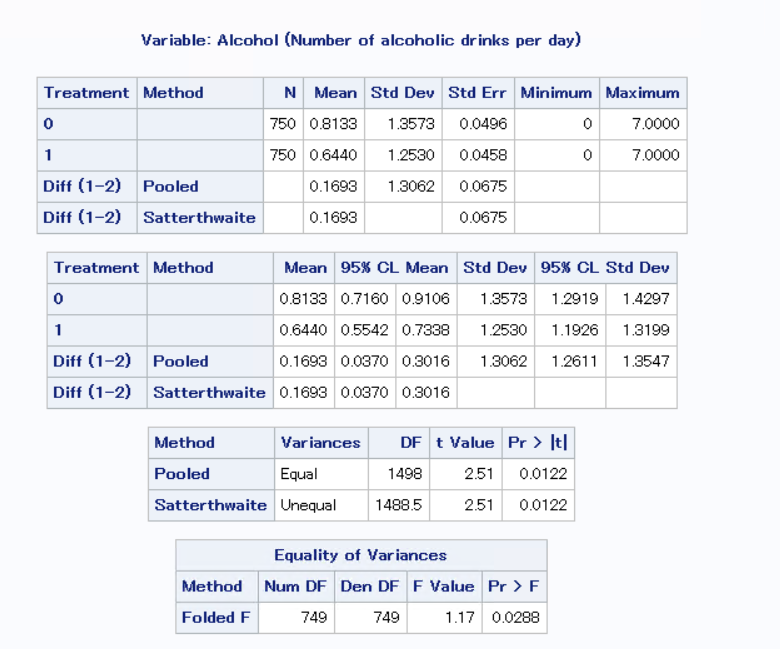 Variable: Alcohol (Number of alcoholic drinks per day)
Treatment Method N Mean Std Dev Std Err Minimum Maximum
0 750 0.8133 1.3573 0.0496 0 7.0000
1 750 0.6440 1.2530 0.0458 0 7.0000
Diff (1-2) Pooled 0.1693 1.3062 0.0675
Diff (1-2) Satterthwaite 0.1693 0.0675
Treatment Method Mean 95% CL Mean Std Dev 95% CL Std Dev
0 0.8133 0.7160 0.9106 1.3573 1.2919 1.4297
1 0.6440 0.5542 0.7338 1.2530 1.1926 1.3199
Diff (1-2) Pooled 0.1693 0.0370 0.3016 1.3062 1.2611 1.3547
Diff (1-2) Satterthwaite 0.1693 0.0370 0.3016
Method Variances DF t Value Pr > |t|
Pooled Equal 1498 2.51 0.0122
Satterthwaite Unequal 1488.5 2.51 0.0122
Equality of Variances
Method Num DF Den DF F Value Pr > F
Folded F 749 749 1.17 0.0288